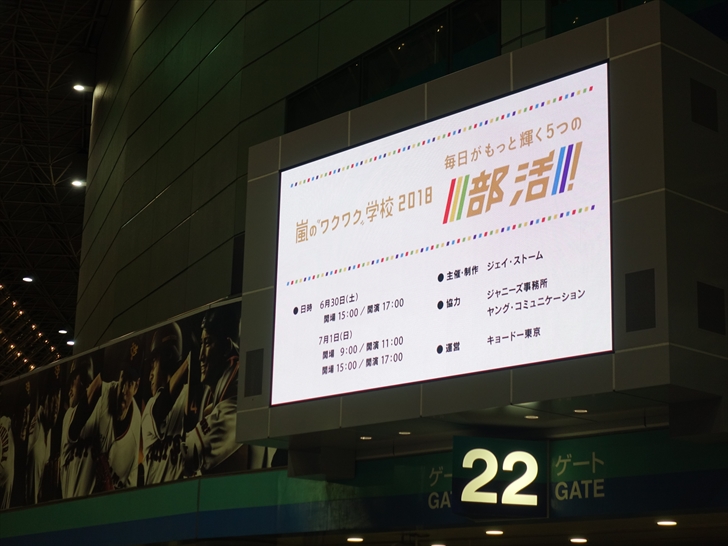 嵐の"ワクワク"学校 2018
毎日がもっと輝く5つの
部活!!
●日時 6月30日(土)
開場 15:00 / 開演 17:00
7月1日(日)
開場 9:00 / 開演 11:00
開場 15:00 / 開演 17:00
●主催・制作 ジェイ・ストーム
●協力 ジャニーズ事務所
ヤング・コミュニケーション
●運営 キョードー東京
ゲート
GATE
22
ゲート
GATE